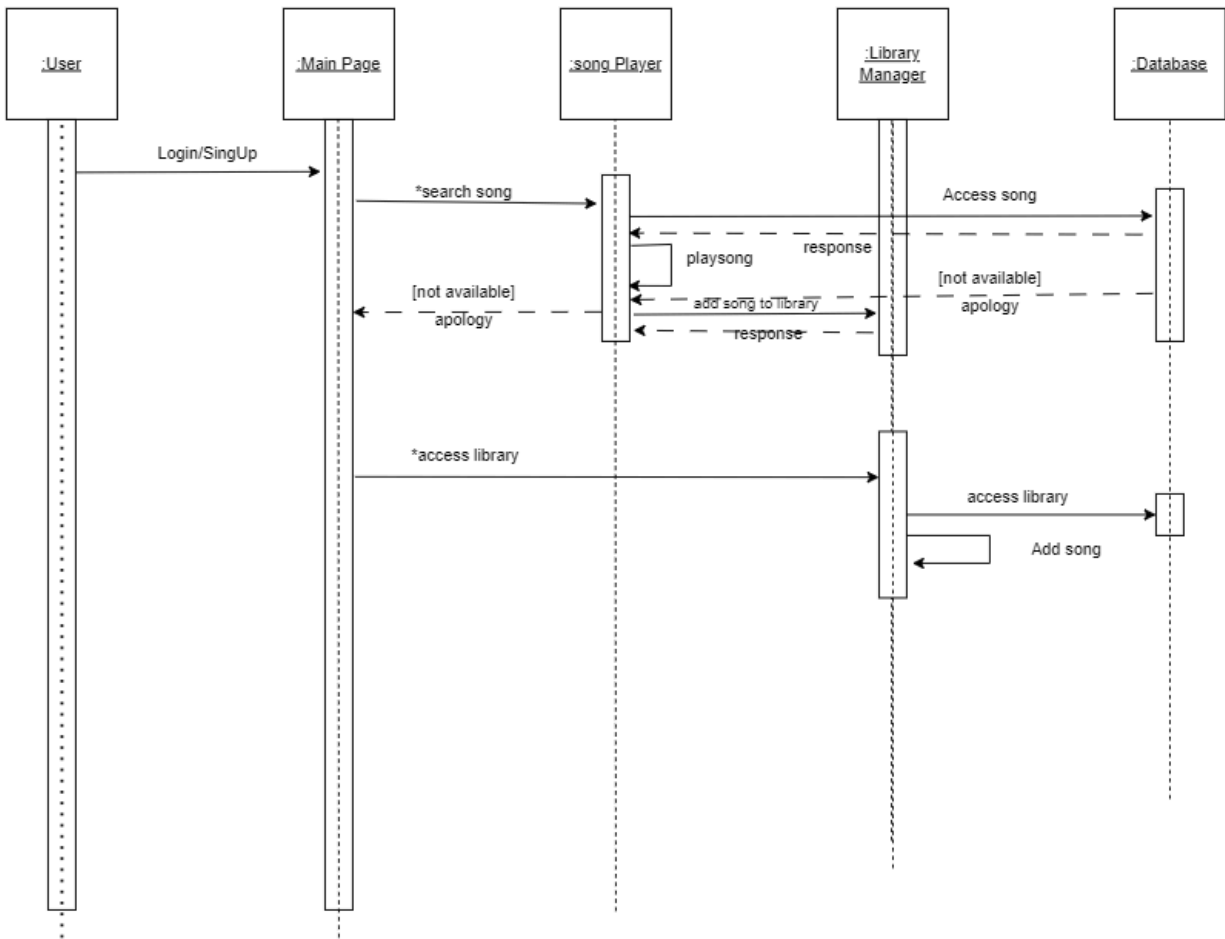 :User
:Main Page
:song Player
:Library
Manager
:Database
Login/SingUp
*search song
Access song
response
playsong
[not available]
apology
[not available]
apology
add song to library
response
*access library
access library
Add song